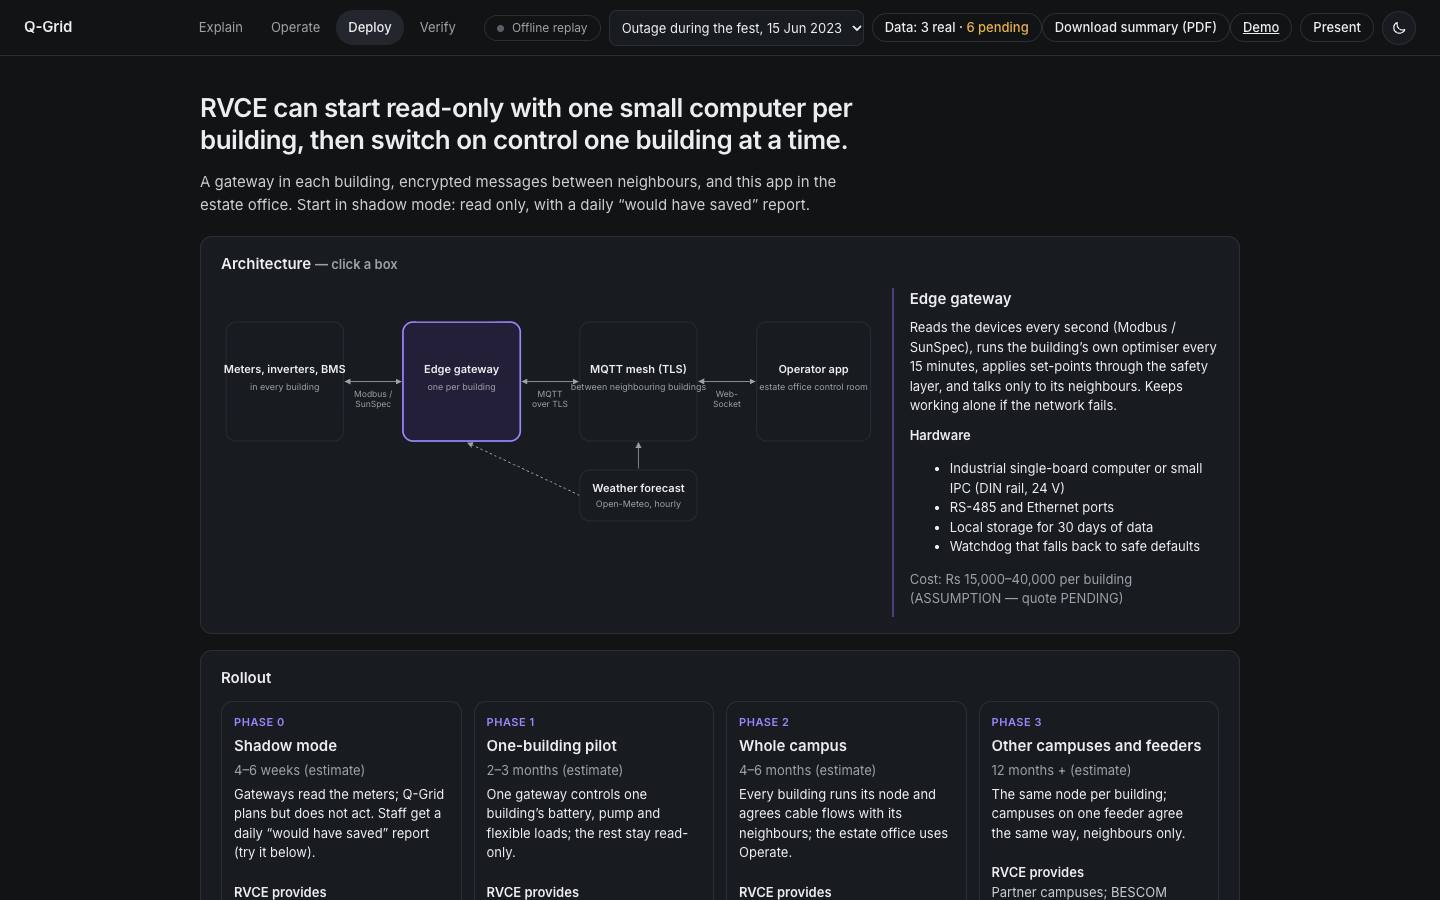 Q-Grid
Explain
Operate
Deploy
Verify
Offline replay
Outage during the fest, 15 Jun 2023
Data: 3 real · 6 pending
Download summary (PDF)
Demo
Present
RVCE can start read-only with one small computer per
building, then switch on control one building at a time.
A gateway in each building, encrypted messages between neighbours, and this app in the
estate office. Start in shadow mode: read only, with a daily “would have saved” report.
Architecture — click a box
Meters, inverters, BMS
in every building
Modbus /
SunSpec
Edge gateway
one per building
MQTT
over TLS
MQTT mesh (TLS)
between neighbouring buildings
Web-
Socket
Operator app
estate office control room
Weather forecast
Open-Meteo, hourly
Edge gateway
Reads the devices every second (Modbus /
SunSpec), runs the building’s own optimiser every
15 minutes, applies set-points through the safety
layer, and talks only to its neighbours. Keeps
working alone if the network fails.
Hardware
• Industrial single-board computer or small
IPC (DIN rail, 24 V)
• RS-485 and Ethernet ports
• Local storage for 30 days of data
• Watchdog that falls back to safe defaults
Cost: Rs 15,000–40,000 per building
(ASSUMPTION — quote PENDING)
Rollout
PHASE 0
Shadow mode
4–6 weeks (estimate)
Gateways read the meters; Q-Grid
plans but does not act. Staff get a
daily “would have saved” report
(try it below).
RVCE provides
PHASE 1
One-building pilot
2–3 months (estimate)
One gateway controls one
building’s battery, pump and
flexible loads; the rest stay read-
only.
RVCE provides
PHASE 2
Whole campus
4–6 months (estimate)
Every building runs its node and
agrees cable flows with its
neighbours; the estate office uses
Operate.
RVCE provides
PHASE 3
Other campuses and feeders
12 months + (estimate)
The same node per building;
campuses on one feeder agree
the same way, neighbours only.
RVCE provides
Partner campuses; BESCOM